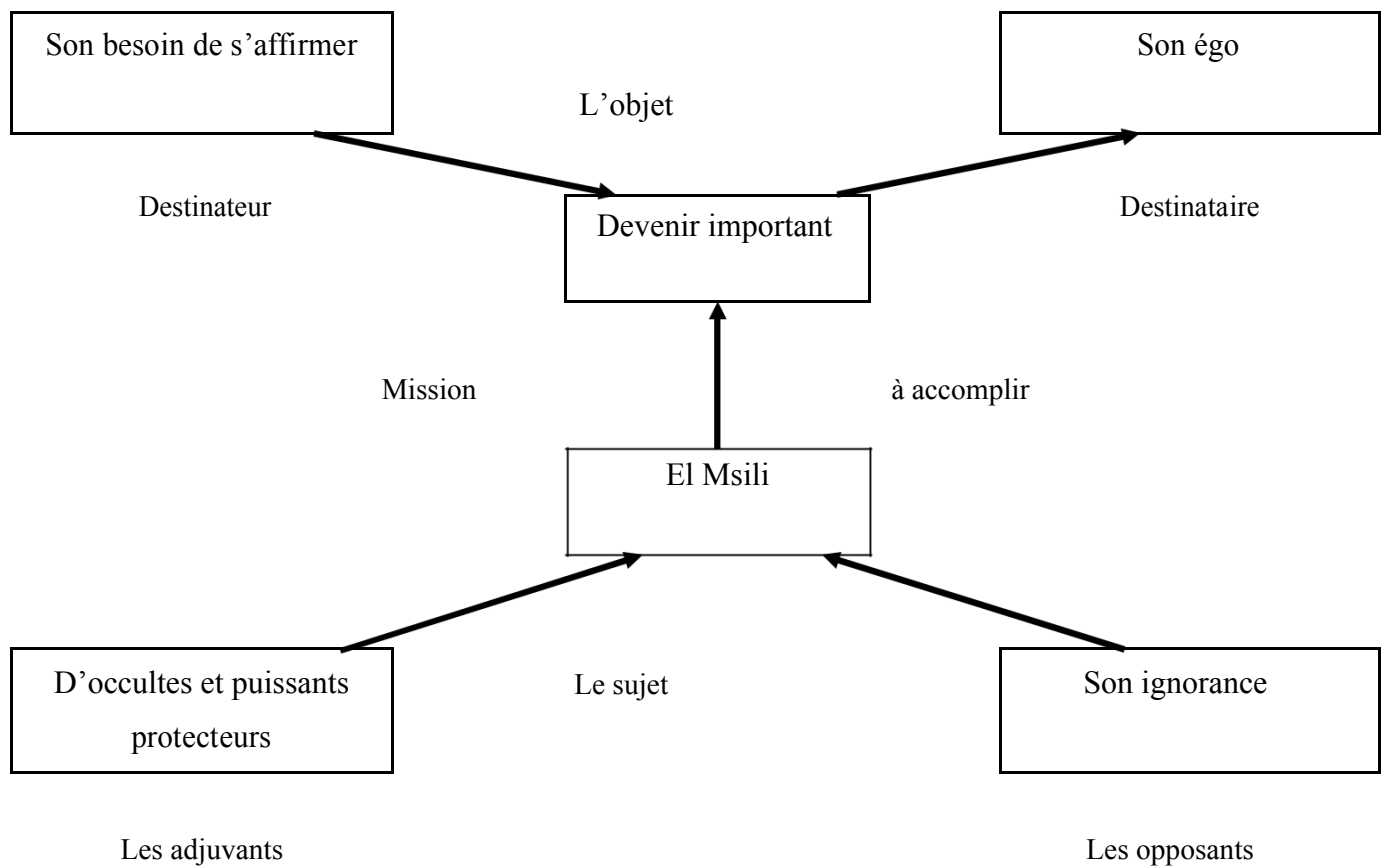 Son besoin de s’affirmer
Son égo
L’objet
Destinateur
Destinataire
Devenir important
Mission
à accomplir
El Msili
D’occultes et puissants
protecteurs
Le sujet
Son ignorance
Les adjuvants
Les opposants